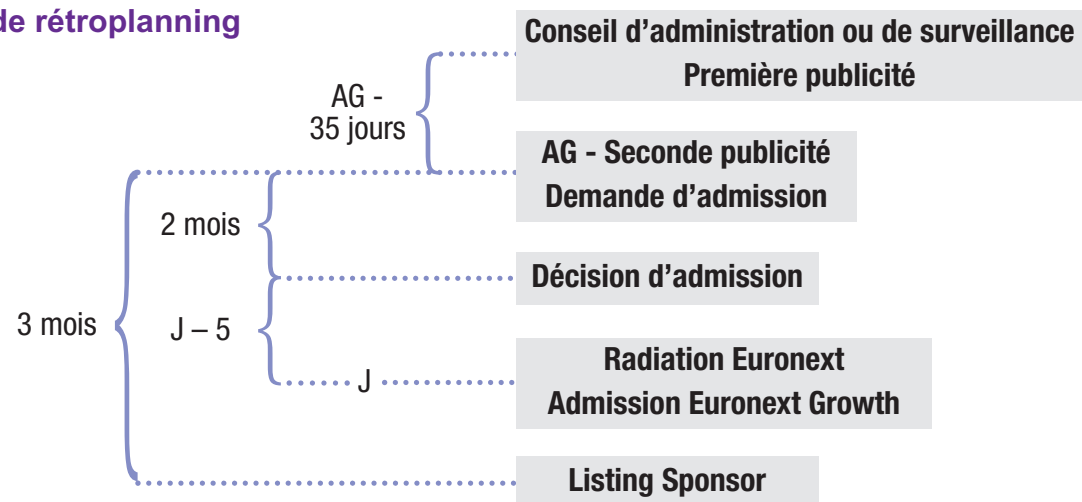 de rétroplanning
Conseil d’administration ou de surveillance
Première publicité
AG -
35 jours
AG - Seconde publicité
Demande d’admission
2 mois
Décision d’admission
3 mois
J – 5
Radiation Euronext
J
Admission Euronext Growth
Listing Sponsor